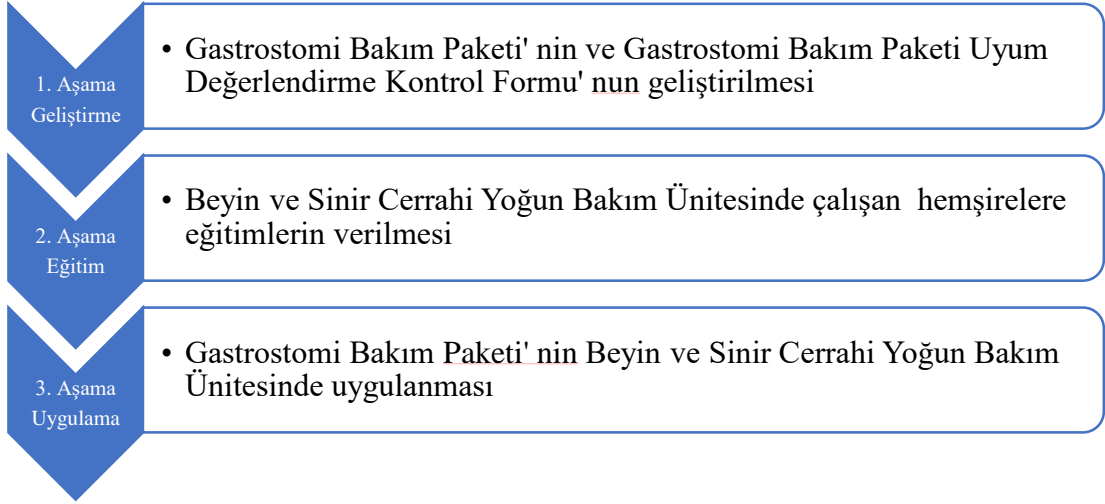 1. Aşama
Geliştirme
• Gastrostomi Bakım Paketi' nin ve Gastrostomi Bakım Paketi Uyum
Değerlendirme Kontrol Formu' nun geliştirilmesi
2. Aşama
Eğitim
• Beyin ve Sinir Cerrahi Yoğun Bakım Ünitesinde çalışan  hemşirelere
eğitimlerin verilmesi
3. Aşama
Uygulama
• Gastrostomi Bakım Paketi' nin Beyin ve Sinir Cerrahi Yoğun Bakım
Ünitesinde uygulanması